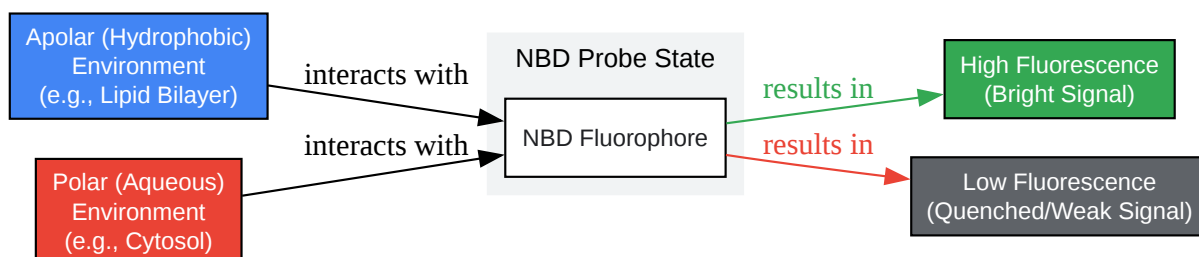 Apolar (Hydrophobic)
Environment
(e.g., Lipid Bilayer)
interacts with
NBD Probe State
NBD Fluorophore
results in
High Fluorescence
(Bright Signal)
Polar (Aqueous)
Environment
(e.g., Cytosol)
interacts with
results in
Low Fluorescence
(Quenched/Weak Signal)